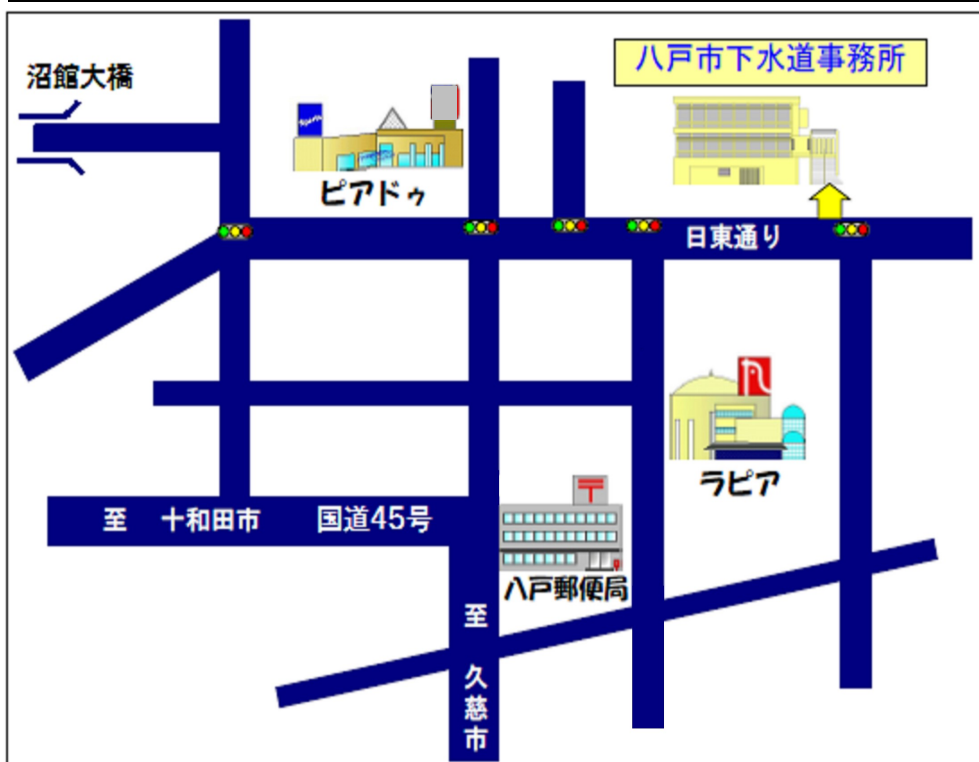 八戸市下水道事務所
沼館大橋
ピアドゥ
日東通り
ラピア
至 十和田市 国道45号
八戸郵便局
至 久慈市